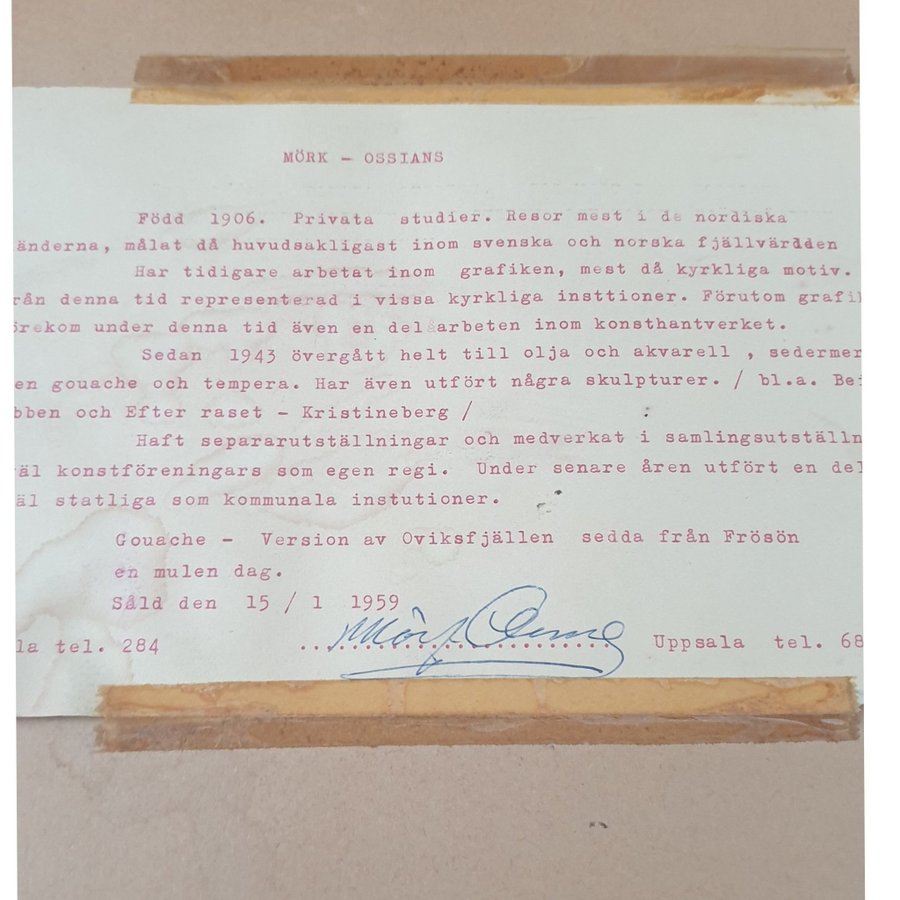 MÖRK - OSSIANS
Född 1906. Privata studier. Resor mest i de nordiska
änderna, målat då huvudsakligast inom svenska och norska fjällvärdden
Har tidigare arbetat inom grafiken, mest då kyrkliga motiv.
rån denna tid representerad i vissa kyrkliga insttioner. Förutom grafi
örekom under denna tid även en del arbeten inom konsthantverket.
Sedan 1943 övergått helt till olja och akvarell , sedermer
en gouache och tempera. Har även utfört några skulpturer. / bl.a. Be
bben och Efter raset - Kristineberg /
Haft separarutställningar och medverkat i samlingsutställn
äl konstföreningars som egen regi. Under senare åren utfört en del
äl statliga som kommunala instutioner.
Gouache - Version av Oviksfjällen sedda från Frösön
en mulen dag.
Såld den 15 / 1 1959
la tel. 284 Mörk Uppsala tel. 68